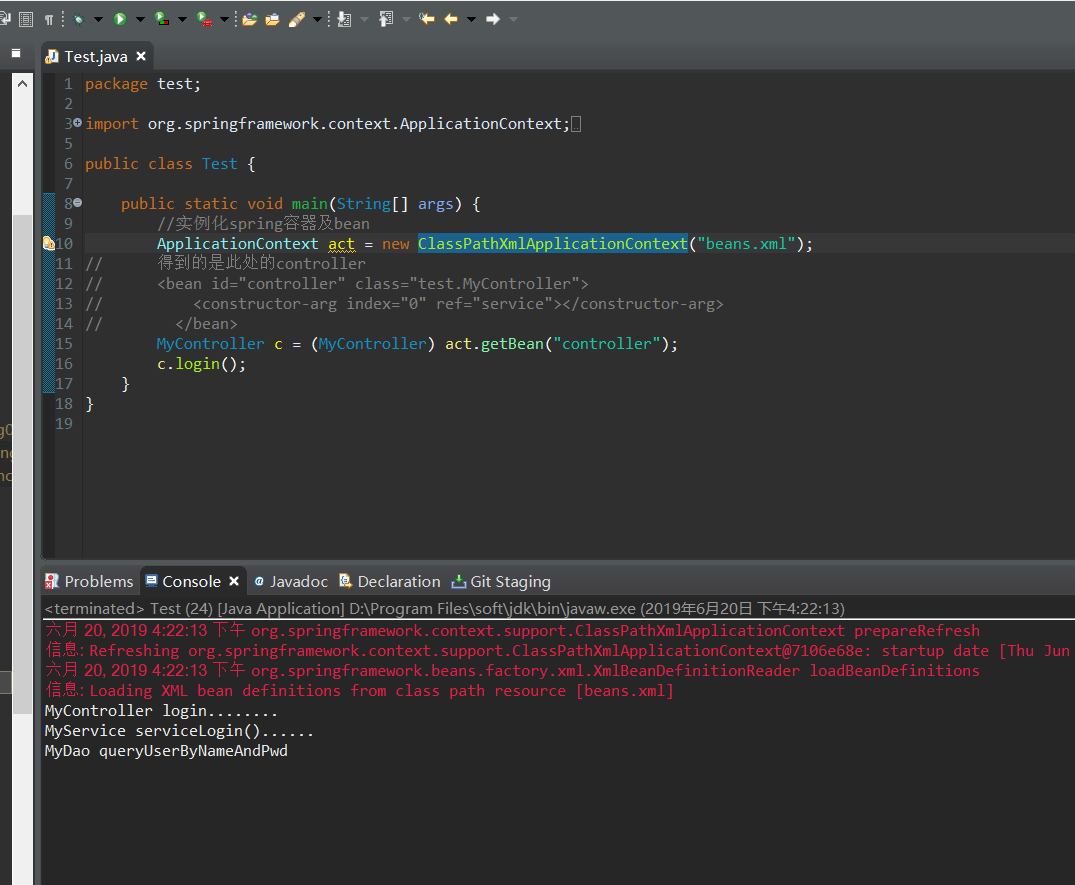 Test.java
1 package test;
2
3 import org.springframework.context.ApplicationContext;
5
6 public class Test {
7
8 public static void main(String[] args) {
9 //实例化spring容器及bean
10 ApplicationContext act = new ClassPathXmlApplicationContext("beans.xml");
11 // 得到的是此处的controller
12 // <bean id="controller" class="test.MyController">
13 // <constructor-arg index="0" ref="service"></constructor-arg>
14 // </bean>
15 MyController c = (MyController) act.getBean("controller");
16 c.login();
17 }
18 }
19
Problems Console Javadoc Declaration Git Staging
<terminated> Test (24) [Java Application] D:\Program Files\soft\jdk\bin\javaw.exe (2019年6月20日 下午4:22:13)
六月 20, 2019 4:22:13 下午 org.springframework.context.support.ClassPathXmlApplicationContext prepareRefresh
信息: Refreshing org.springframework.context.support.ClassPathXmlApplicationContext@7106e68e: startup date [Thu Jun
六月 20, 2019 4:22:13 下午 org.springframework.beans.factory.xml.XmlBeanDefinitionReader loadBeanDefinitions
信息: Loading XML bean definitions from class path resource [beans.xml]
MyController login........
MyService serviceLogin()......
MyDao queryUserByNameAndPwd